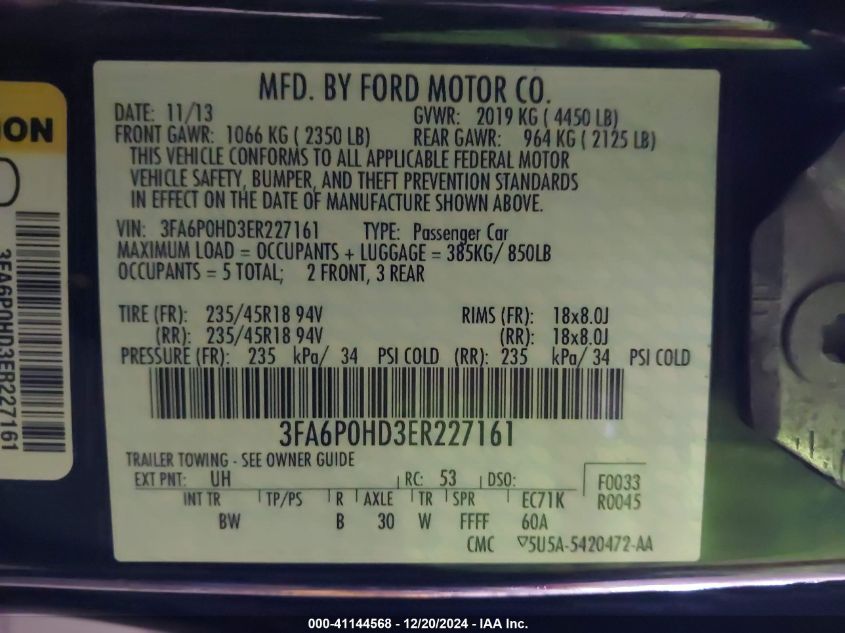 MFD. BY FORD MOTOR CO.
DATE: 11/13 GVWR: 2019 KG ( 4450 LB)
FRONT GAWR: 1066 KG ( 2350 LB) REAR GAWR: 964 KG ( 2125 LB)
THIS VEHICLE CONFORMS TO ALL APPLICABLE FEDERAL MOTOR
VEHICLE SAFETY, BUMPER, AND THEFT PREVENTION STANDARDS
IN EFFECT ON THE DATE OF MANUFACTURE SHOWN ABOVE.
VIN: 3FA6P0HD3ER227161 TYPE: Passenger Car
MAXIMUM LOAD = OCCUPANTS + LUGGAGE = 385KG/ 850LB
OCCUPANTS = 5 TOTAL; 2 FRONT, 3 REAR
TIRE (FR): 235/45R18 94V RIMS (FR): 18x8.0J
(RR): 235/45R18 94V (RR): 18x8.0J
PRESSURE (FR): 235 kPa/ 34 PSI COLD (RR): 235 kPa/ 34 PSI COLD
3FA6P0HD3ER227161
TRAILER TOWING - SEE OWNER GUIDE
EXT PNT: UH RC: 53 DSO: F0033
INT TR TP/PS R AXLE TR SPR EC71K R0045
BW B 30 W FFFF 60A
CMC ▽5U5A-5420472-AA
ION
3FA6P0HD3ER227161
000-41144568 - 12/20/2024 - IAA Inc.